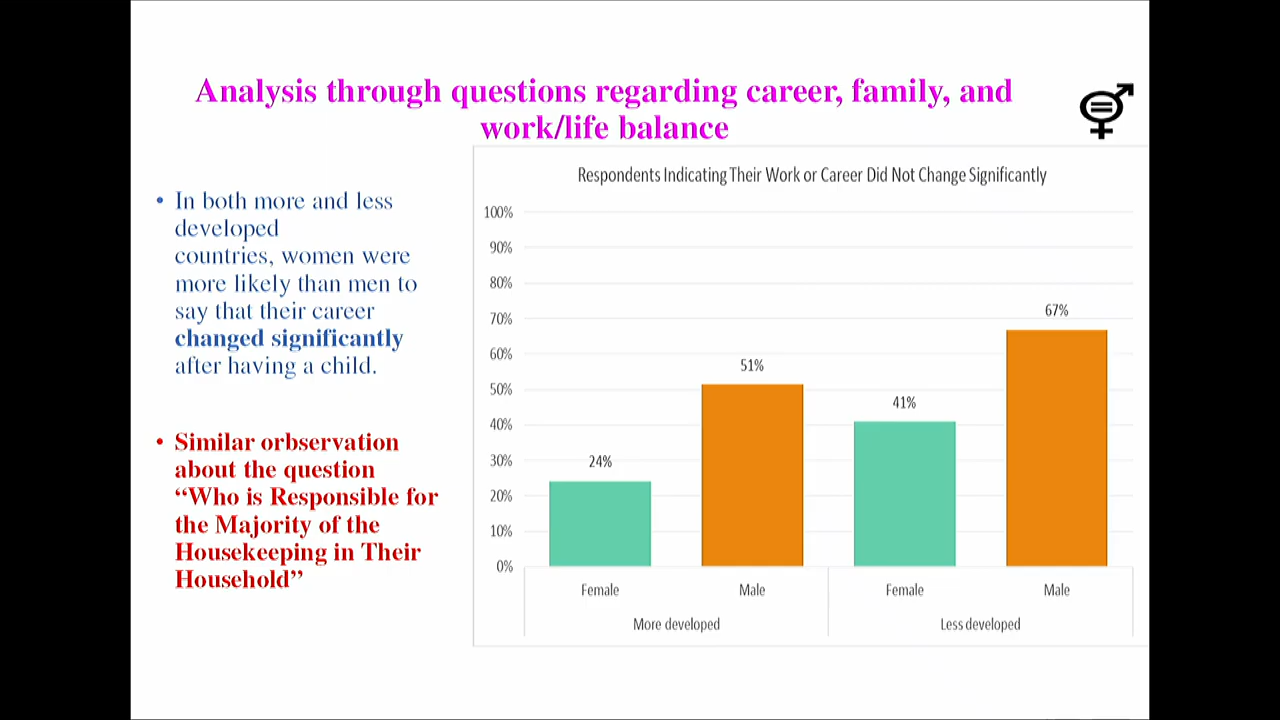 Analysis through questions regarding career, family, and
work/life balance
• In both more and less
developed
countries, women were
more likely than men to
say that their career
changed significantly
after having a child.
• Similar orbservation
about the question
“Who is Responsible for
the Majority of the
Housekeeping in Their
Household”
Respondents Indicating Their Work or Career Did Not Change Significantly
100%
90%
80%
70%
60%
50%
40%
30%
20%
10%
0%
24%
51%
41%
67%
Female Male Female Male
More developed Less developed